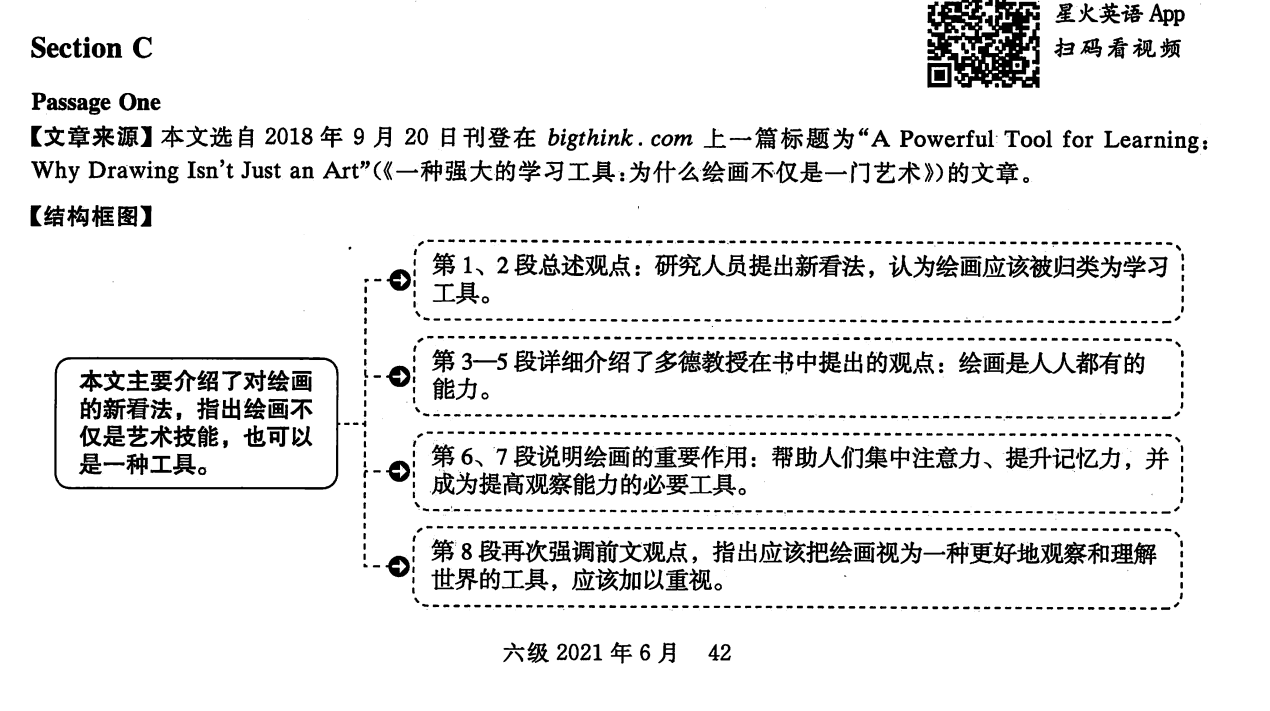 星火英语 App
扫码看视频
Section C
Passage One
【文章来源】本文选自 2018 年 9 月 20 日刊登在 bigthink.com 上一篇标题为“A Powerful Tool for Learning:
Why Drawing Isn't Just an Art”(《一种强大的学习工具:为什么绘画不仅是一门艺术》)的文章。
【结构框图】
本文主要介绍了对绘画
的新看法，指出绘画不
仅是艺术技能，也可以
是一种工具。
第 1、2 段总述观点：研究人员提出新看法，认为绘画应该被归类为学习
工具。
第 3—5 段详细介绍了多德教授在书中提出的观点：绘画是人人都有的
能力。
第 6、7 段说明绘画的重要作用：帮助人们集中注意力、提升记忆力，并
成为提高观察能力的必要工具。
第 8 段再次强调前文观点，指出应该把绘画视为一种更好地观察和理解
世界的工具，应该加以重视。
六级 2021 年 6 月 42